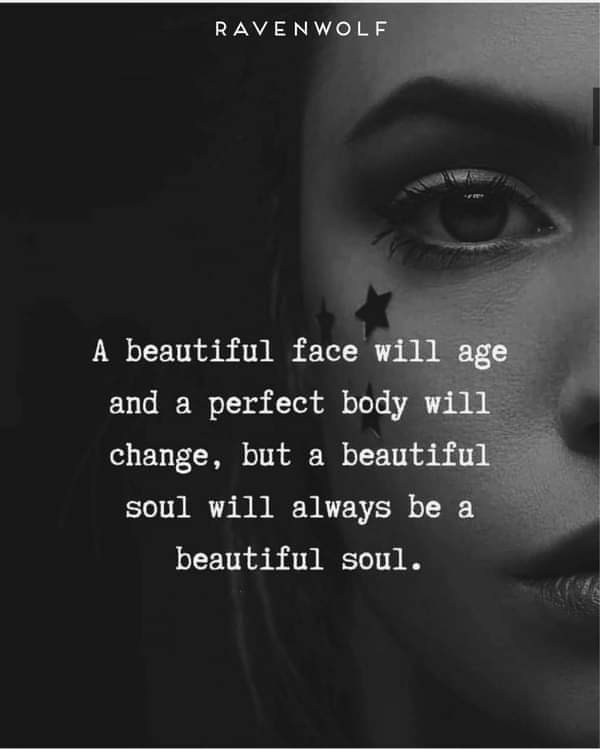 RAVENWOLF
A beautiful face will age
and a perfect body will
change, but a beautiful
soul will always be a
beautiful soul.